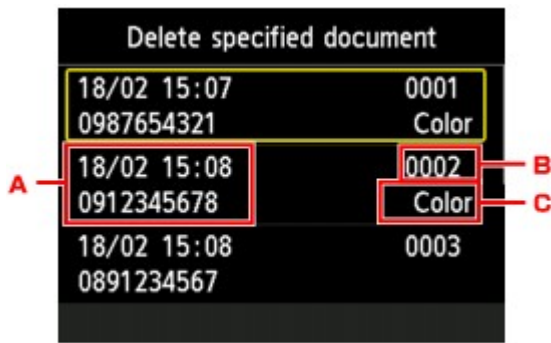 Delete specified document
18/02 15:07 0001
0987654321 Color
18/02 15:08 0002
0912345678 Color
18/02 15:08 0003
0891234567
A
B
C